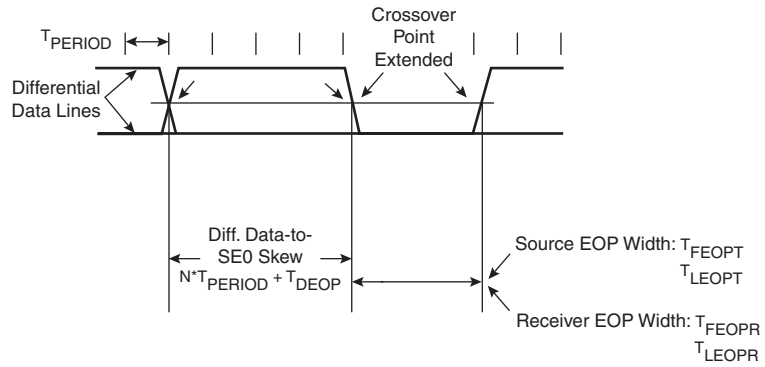 TPERIOD
Crossover
Point
Extended
Differential
Data Lines
Diff. Data-to-
SE0 Skew
N*TPERIOD + TDEOP
Source EOP Width: TFEOPT
TLEOPT
Receiver EOP Width: TFEOPR
TLEOPR